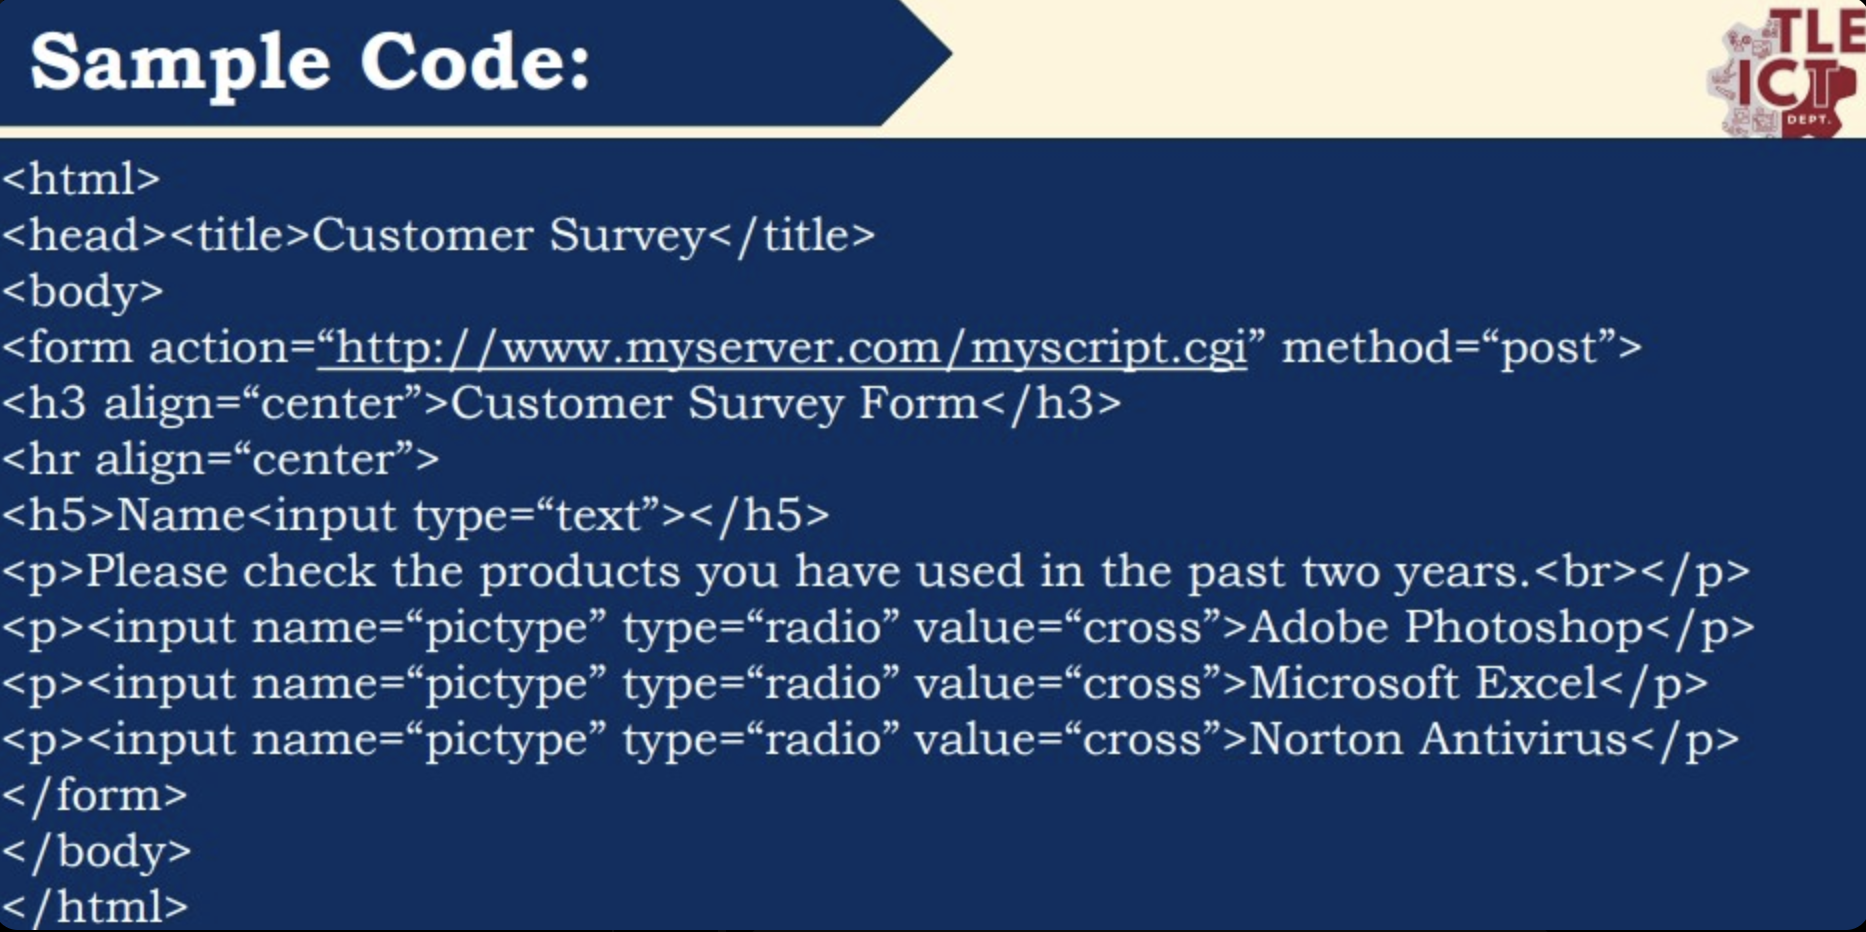 Sample Code:
TLE
ICT
DEPT.
<html>
<head><title>Customer Survey</title>
<body>
<form action=“http://www.myserver.com/myscript.cgi” method=“post”>
<h3 align=“center”>Customer Survey Form</h3>
<hr align=“center”>
<h5>Name<input type=“text”></h5>
<p>Please check the products you have used in the past two years.<br></p>
<p><input name=“pictype” type=“radio” value=“cross”>Adobe Photoshop</p>
<p><input name=“pictype” type=“radio” value=“cross”>Microsoft Excel</p>
<p><input name=“pictype” type=“radio” value=“cross”>Norton Antivirus</p>
</form>
</body>
</html>